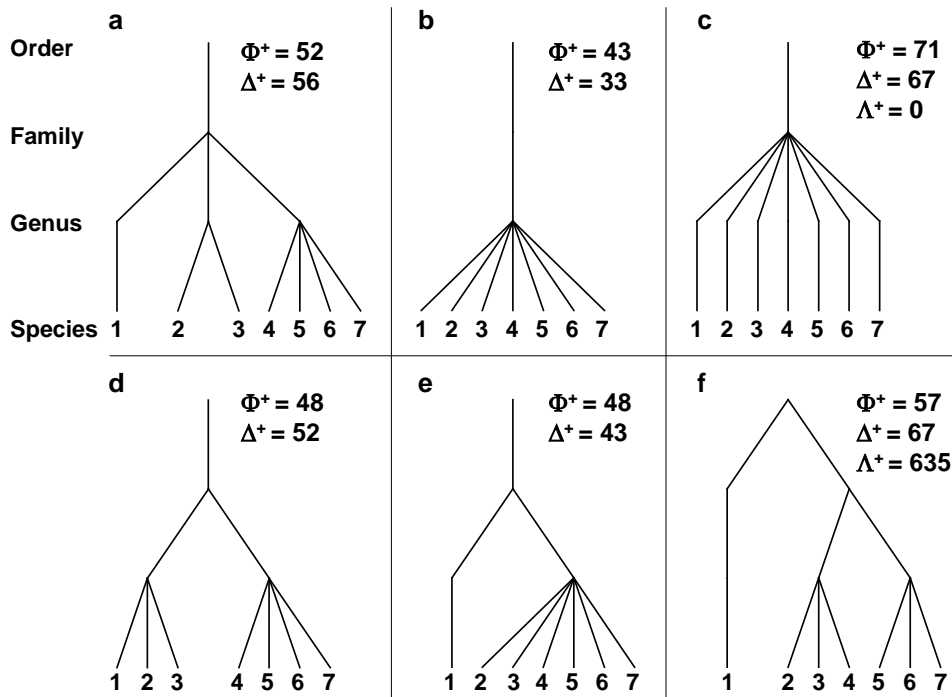 a
b
c
Order
Φ+ = 52
Δ+ = 56
Φ+ = 43
Δ+ = 33
Φ+ = 71
Δ+ = 67
Λ+ = 0
Family
Genus
Species
1 2 3 4 5 6 7
1 2 3 4 5 6 7
1 2 3 4 5 6 7
d
e
f
Φ+ = 48
Δ+ = 52
Φ+ = 48
Δ+ = 43
Φ+ = 57
Δ+ = 67
Λ+ = 635
1 2 3 4 5 6 7
1 2 3 4 5 6 7
1 2 3 4 5 6 7